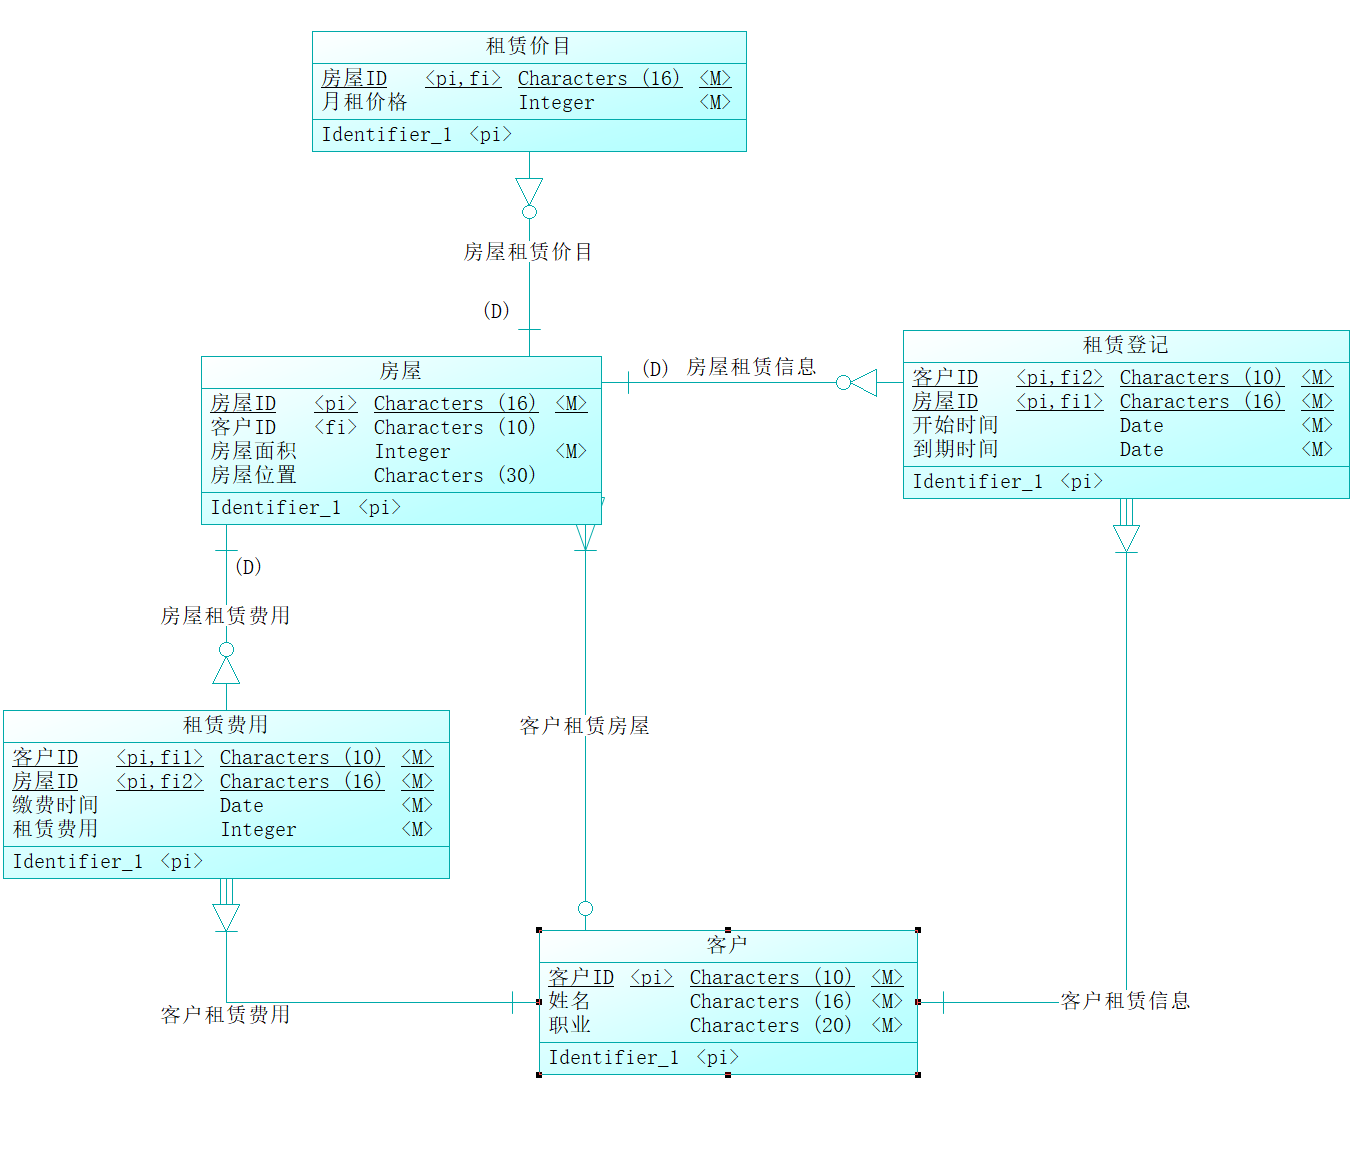 租赁价目
房屋ID <pi,fi> Characters (16) <M>
月租价格 Integer <M>
Identifier_1 <pi>
房屋租赁价目
(D)
房屋
房屋ID <pi> Characters (16) <M>
客户ID <fi> Characters (10)
房屋面积 Integer <M>
房屋位置 Characters (30)
Identifier_1 <pi>
(D) 房屋租赁信息
租赁登记
客户ID <pi,fi2> Characters (10) <M>
房屋ID <pi,fi1> Characters (16) <M>
开始时间 Date <M>
到期时间 Date <M>
Identifier_1 <pi>
(D)
房屋租赁费用
租赁费用
客户ID <pi,fi1> Characters (10) <M>
房屋ID <pi,fi2> Characters (16) <M>
缴费时间 Date <M>
租赁费用 Integer <M>
Identifier_1 <pi>
客户租赁房屋
客户
客户ID <pi> Characters (10) <M>
姓名 Characters (16) <M>
职业 Characters (20) <M>
Identifier_1 <pi>
客户租赁费用
客户租赁信息